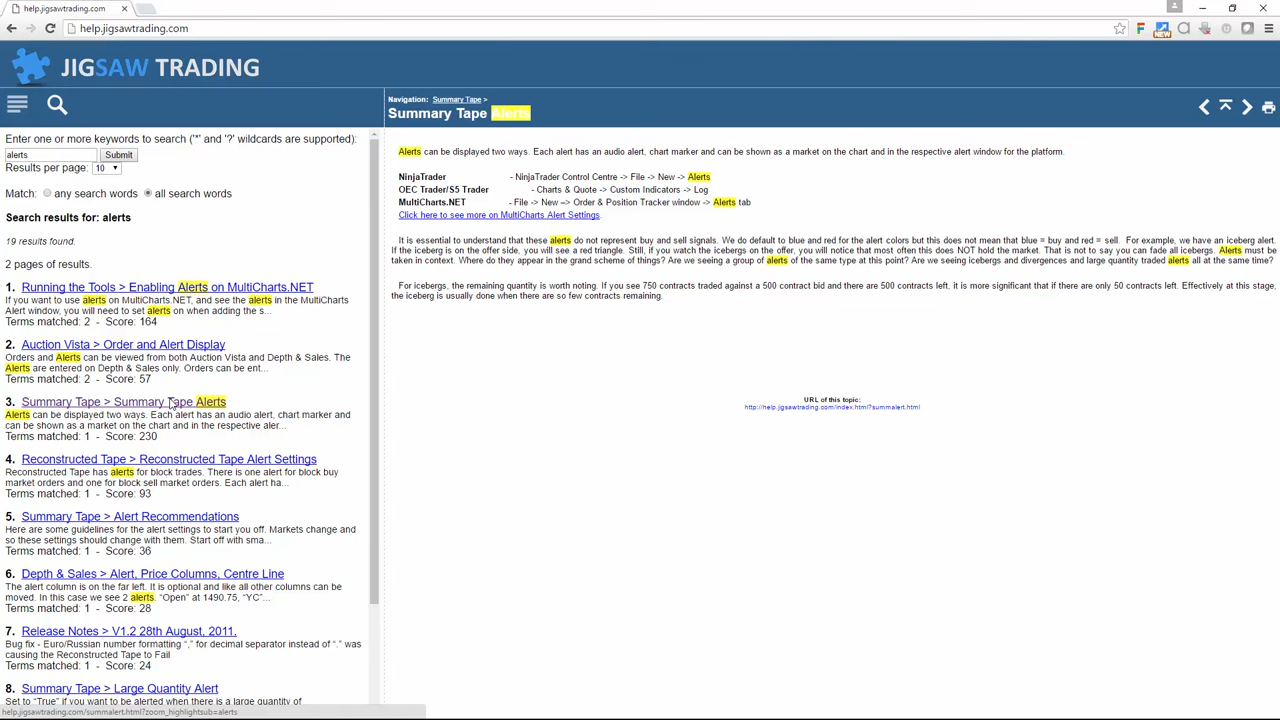 help.jigsawtrading.com
help.jigsawtrading.com
NEW
JIGSAW TRADING
Enter one or more keywords to search ('*' and '?' wildcards are supported):
alerts
Submit
Results per page: 10
Match: any search words all search words
Search results for: alerts
19 results found.
2 pages of results.
1. Running the Tools > Enabling Alerts on MultiCharts.NET
If you want to use alerts on MultiCharts.NET, and see the alerts in the MultiCharts
Alert window, you will need to set alerts on when adding the s...
Terms matched: 2 - Score: 164
2. Auction Vista > Order and Alert Display
Orders and Alerts can be viewed from both Auction Vista and Depth & Sales. The
Alerts are entered on Depth & Sales only. Orders can be ent...
Terms matched: 2 - Score: 57
3. Summary Tape > Summary Tape Alerts
Alerts can be displayed two ways. Each alert has an audio alert, chart marker and
can be shown as a market on the chart and in the respective aler...
Terms matched: 1 - Score: 230
4. Reconstructed Tape > Reconstructed Tape Alert Settings
Reconstructed Tape has alerts for block trades. There is one alert for block buy
market orders and one for block sell market orders. Each alert ha...
Terms matched: 1 - Score: 93
5. Summary Tape > Alert Recommendations
Here are some guidelines for the alert settings to start you off. Markets change and
so these settings should change with them. Start off with sma...
Terms matched: 1 - Score: 36
6. Depth & Sales > Alert, Price Columns, Centre Line
The alert column is on the far left. It is optional and like all other columns can be
moved. In this case we see 2 alerts. “Open” at 1490.75, “YC”...
Terms matched: 1 - Score: 28
7. Release Notes > V1.2 28th August, 2011.
Bug fix - Euro/Russian number formatting “,” for decimal separator instead of “.” was
causing the Reconstructed Tape to Fail
Terms matched: 1 - Score: 24
8. Summary Tape > Large Quantity Alert
Set to “True” if you want to be alerted when there is a large quantity of
help.jigsawtrading.com/summalert.html?zoom_highlightsub=alerts
Navigation: Summary Tape >
Summary Tape Alerts
Alerts can be displayed two ways. Each alert has an audio alert, chart marker and can be shown as a market on the chart and in the respective alert window for the platform.
NinjaTrader - NinjaTrader Control Centre -> File -> New -> Alerts
OEC Trader/S5 Trader - Charts & Quote -> Custom Indicators -> Log
MultiCharts.NET - File -> New –> Order & Position Tracker window -> Alerts tab
Click here to see more on MultiCharts Alert Settings.
It is essential to understand that these alerts do not represent buy and sell signals. We do default to blue and red for the alert colors but this does not mean that blue = buy and red = sell. For example, we have an iceberg alert.
If the iceberg is on the offer side, you will see a red triangle. Still, if you watch the icebergs on the offer, you will notice that most often this does NOT hold the market. That is not to say you can fade all icebergs. Alerts must be
taken in context. Where do they appear in the grand scheme of things? Are we seeing a group of alerts of the same type at this point? Are we seeing icebergs and divergences and large quantity traded alerts all at the same time?
For icebergs, the remaining quantity is worth noting. If you see 750 contracts traded against a 500 contract bid and there are 500 contracts left, it is more significant that if there are only 50 contracts left. Effectively at this stage,
the iceberg is usually done when there are so few contracts remaining.
URL of this topic:
http://help.jigsawtrading.com/index.html?summalert.html